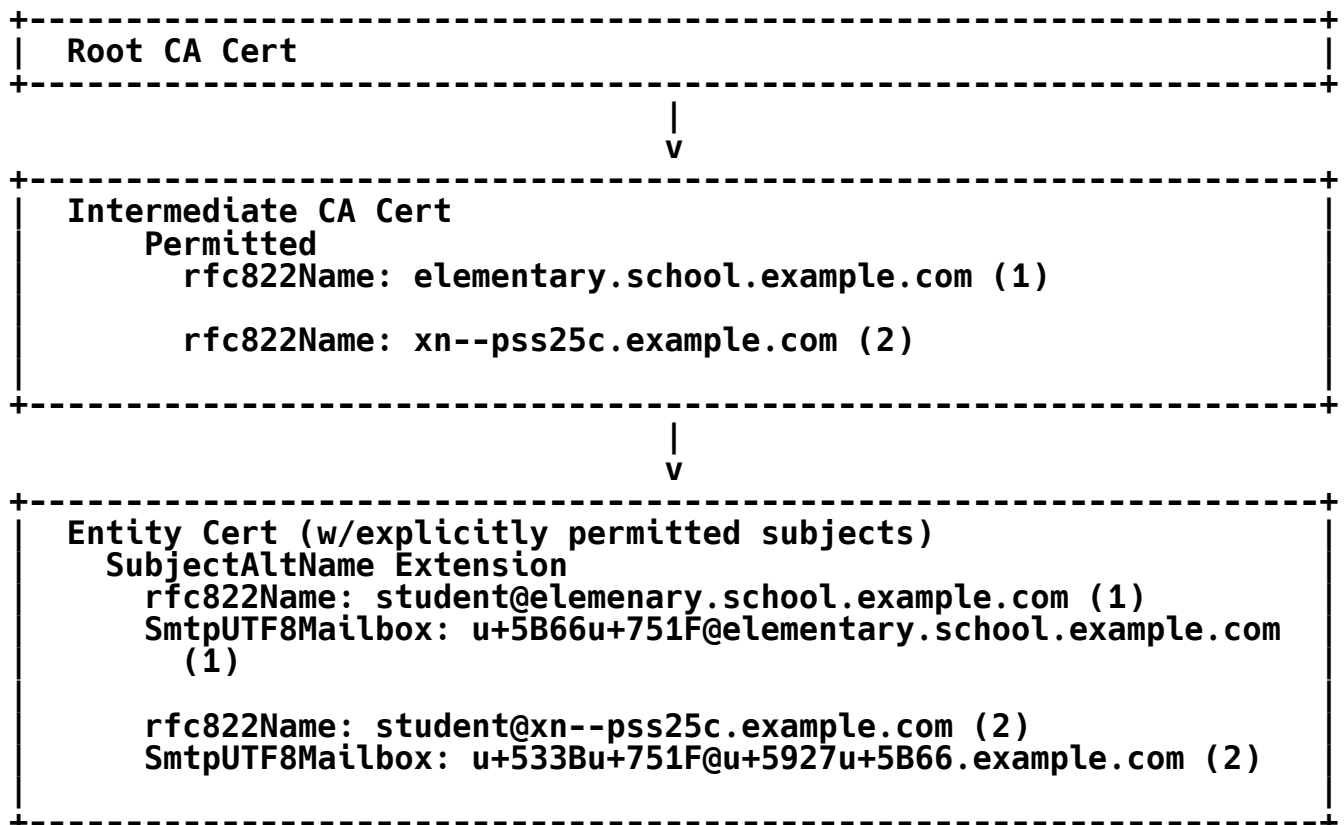 +-------------------------------------------------------------------+
|  Root CA Cert                                                     |
+-------------------------------------------------------------------+
                                  |
                                  v
+-------------------------------------------------------------------+
|  Intermediate CA Cert                                             |
|      Permitted                                                    |
|        rfc822Name: elementary.school.example.com (1)              |
|                                                                   |
|        rfc822Name: xn--pss25c.example.com (2)                     |
|                                                                   |
+-------------------------------------------------------------------+
                                  |
                                  v
+-------------------------------------------------------------------+
|  Entity Cert (w/explicitly permitted subjects)                    |
|    SubjectAltName Extension                                       |
|      rfc822Name: student@elemenary.school.example.com (1)         |
|      SmtpUTF8Mailbox: u+5B66u+751F@elementary.school.example.com  |
|        (1)                                                        |
|                                                                   |
|      rfc822Name: student@xn--pss25c.example.com (2)               |
|      SmtpUTF8Mailbox: u+533Bu+751F@u+5927u+5B66.example.com (2)   |
|                                                                   |
+-------------------------------------------------------------------+